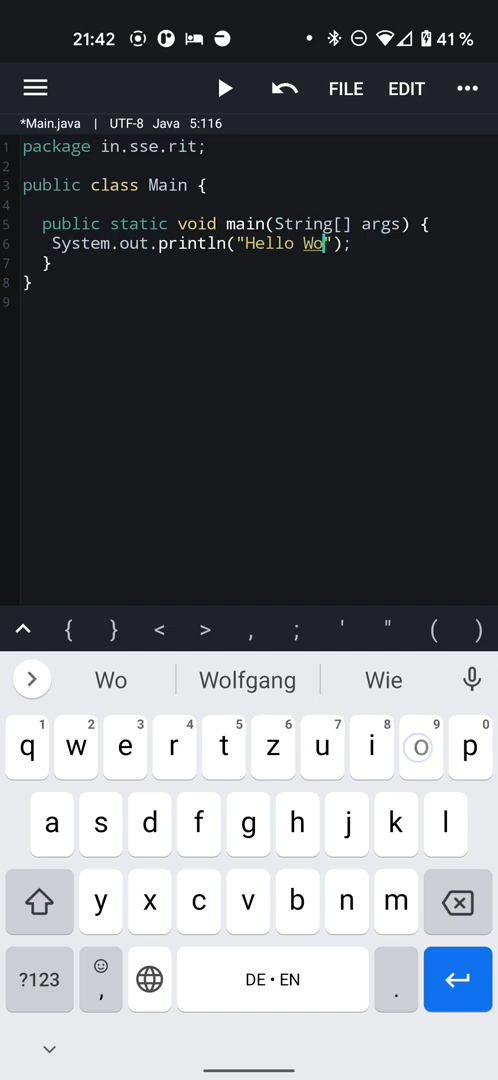 21:42 41 %
FILE EDIT
*Main.java | UTF-8 Java 5:116
1 package in.sse.rit;
2
3 public class Main {
4
5 public static void main(String[] args) {
6 System.out.println("Hello Wo");
7 }
8 }
9
{ } < > , ; ' " ( )
Wo Wolfgang Wie
1 2 3 4 5 6 7 8 9 0
q w e r t z u i o p
a s d f g h j k l
y x c v b n m
?123 , DE • EN .